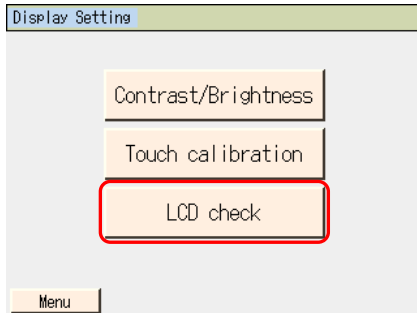 Display Setting
Contrast/Brightness
Touch calibration
LCD check
Menu